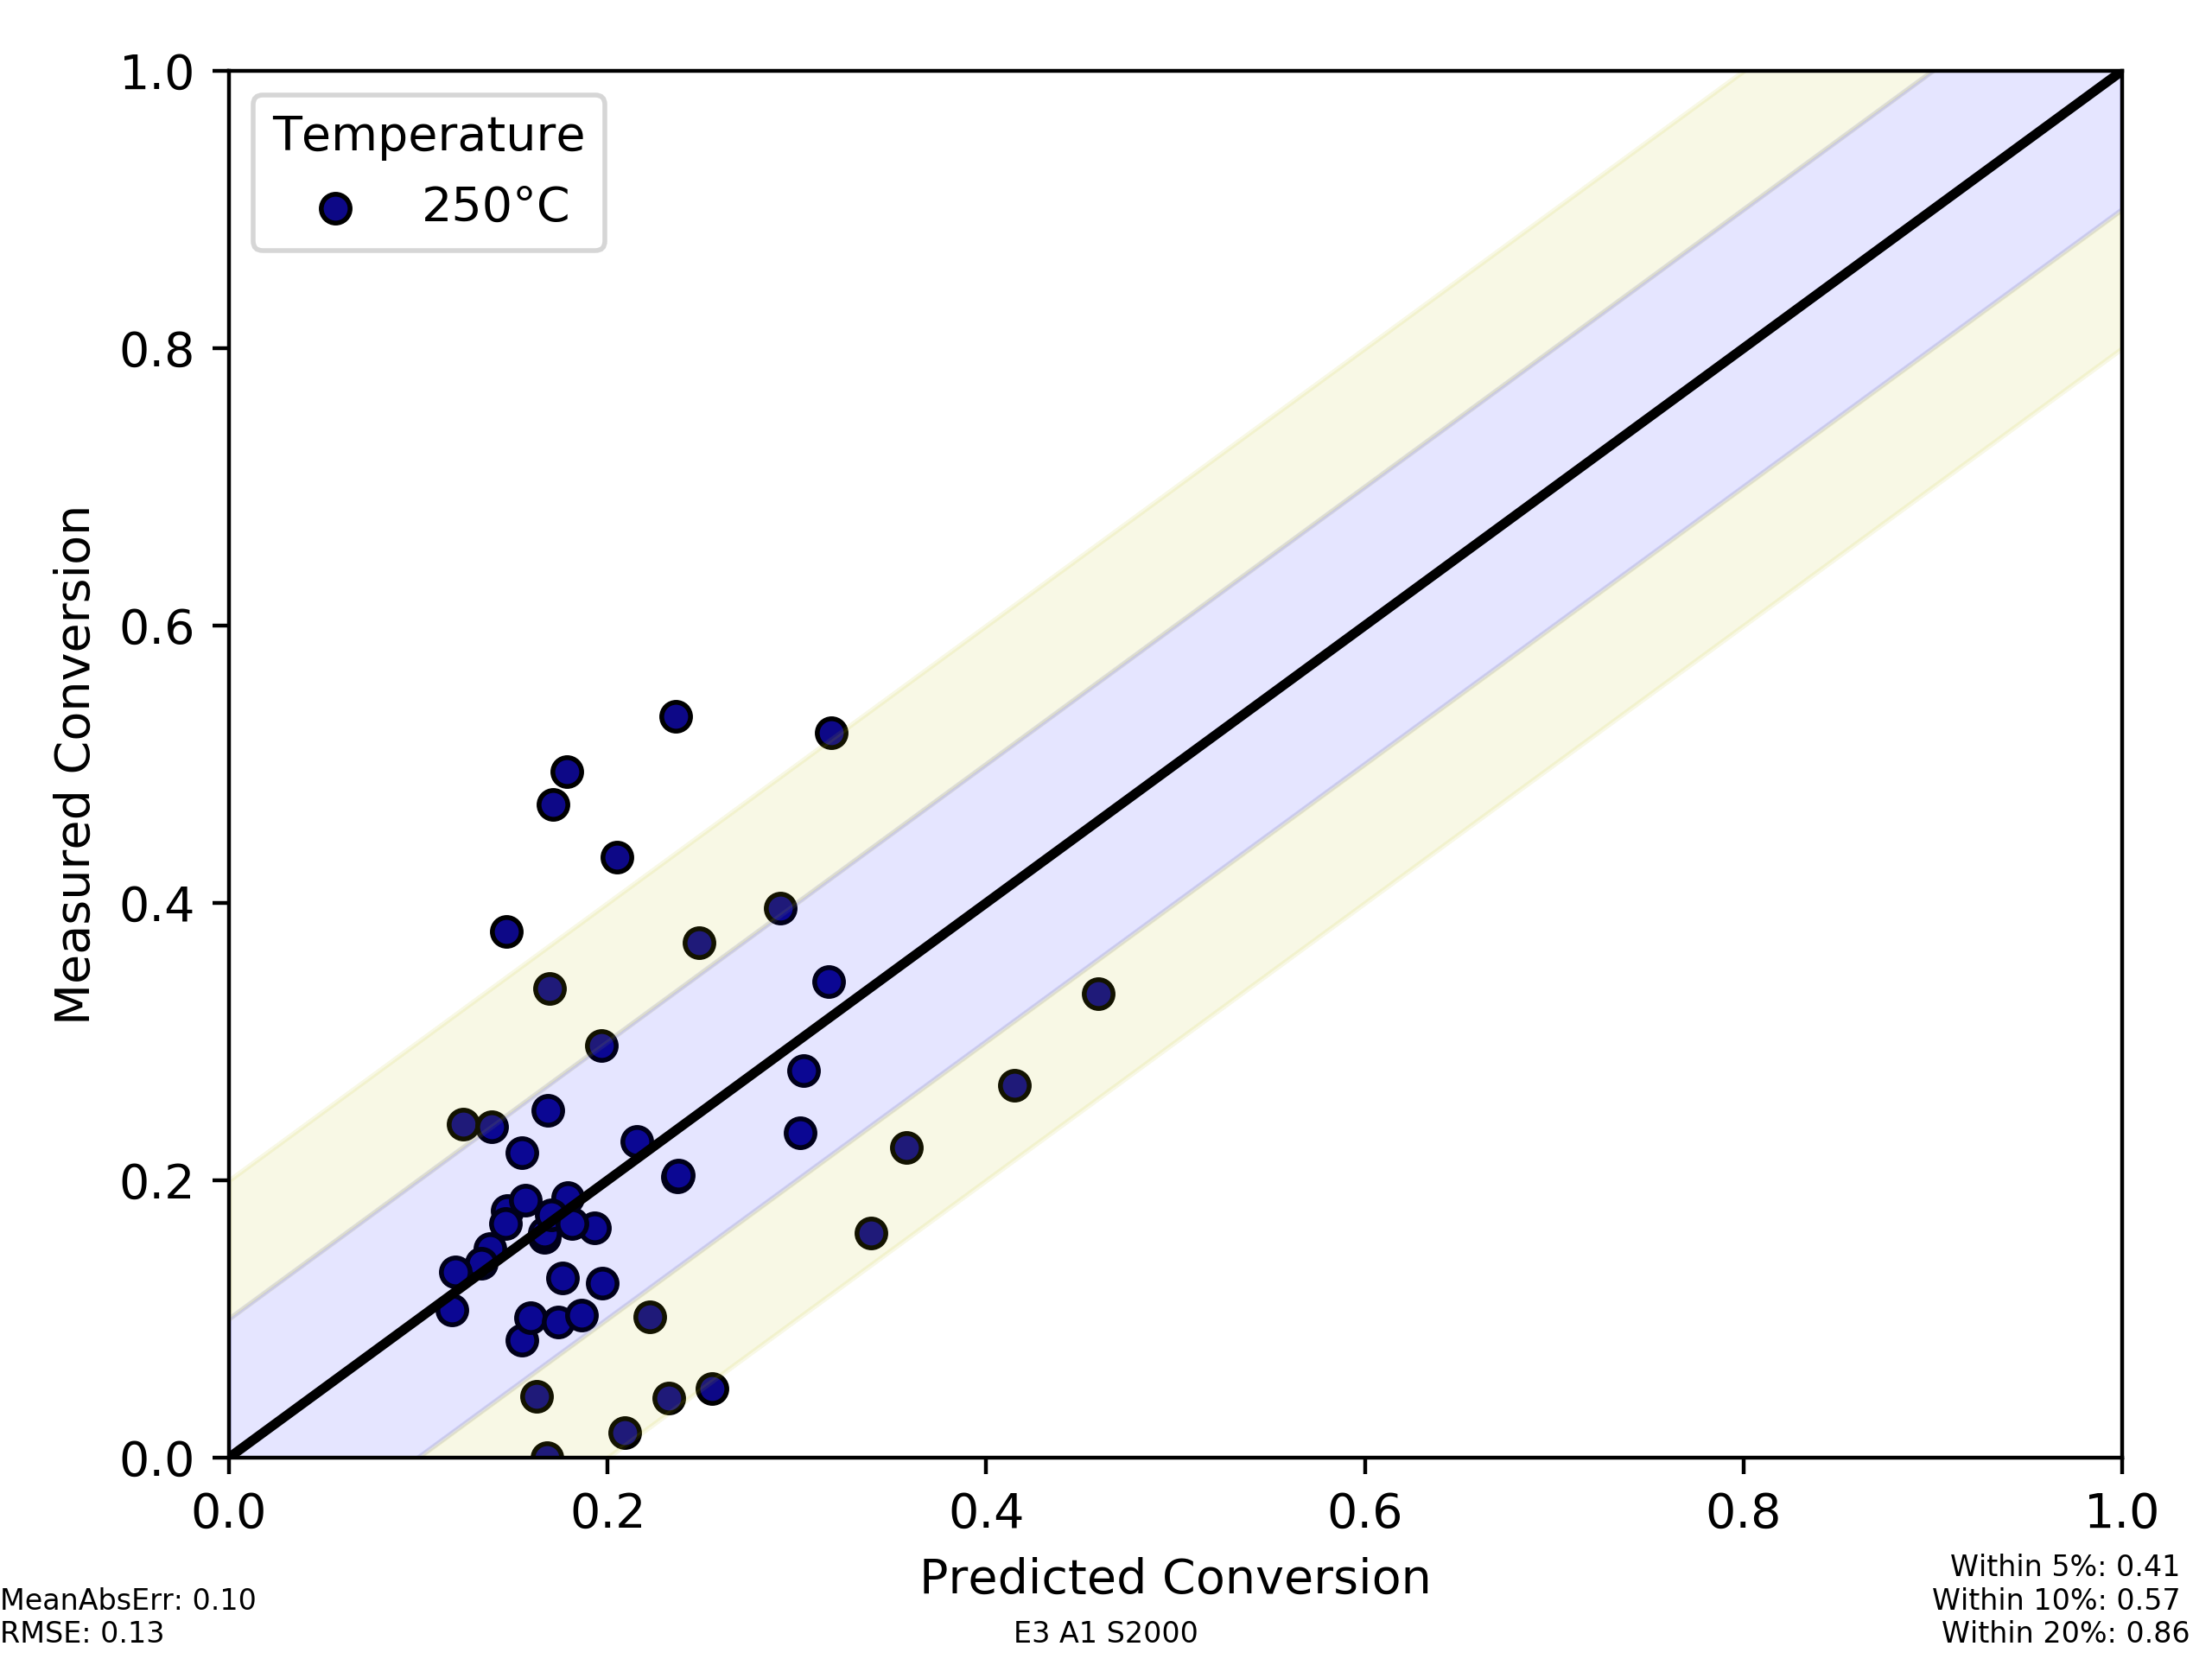 1.0
Temperature
250°C
0.8
0.6
0.4
0.2
0.0
Measured Conversion
0.0 0.2 0.4 0.6 0.8 1.0
Predicted Conversion
MeanAbsErr: 0.10
RMSE: 0.13
E3 A1 S2000
Within 5%: 0.41
Within 10%: 0.57
Within 20%: 0.86